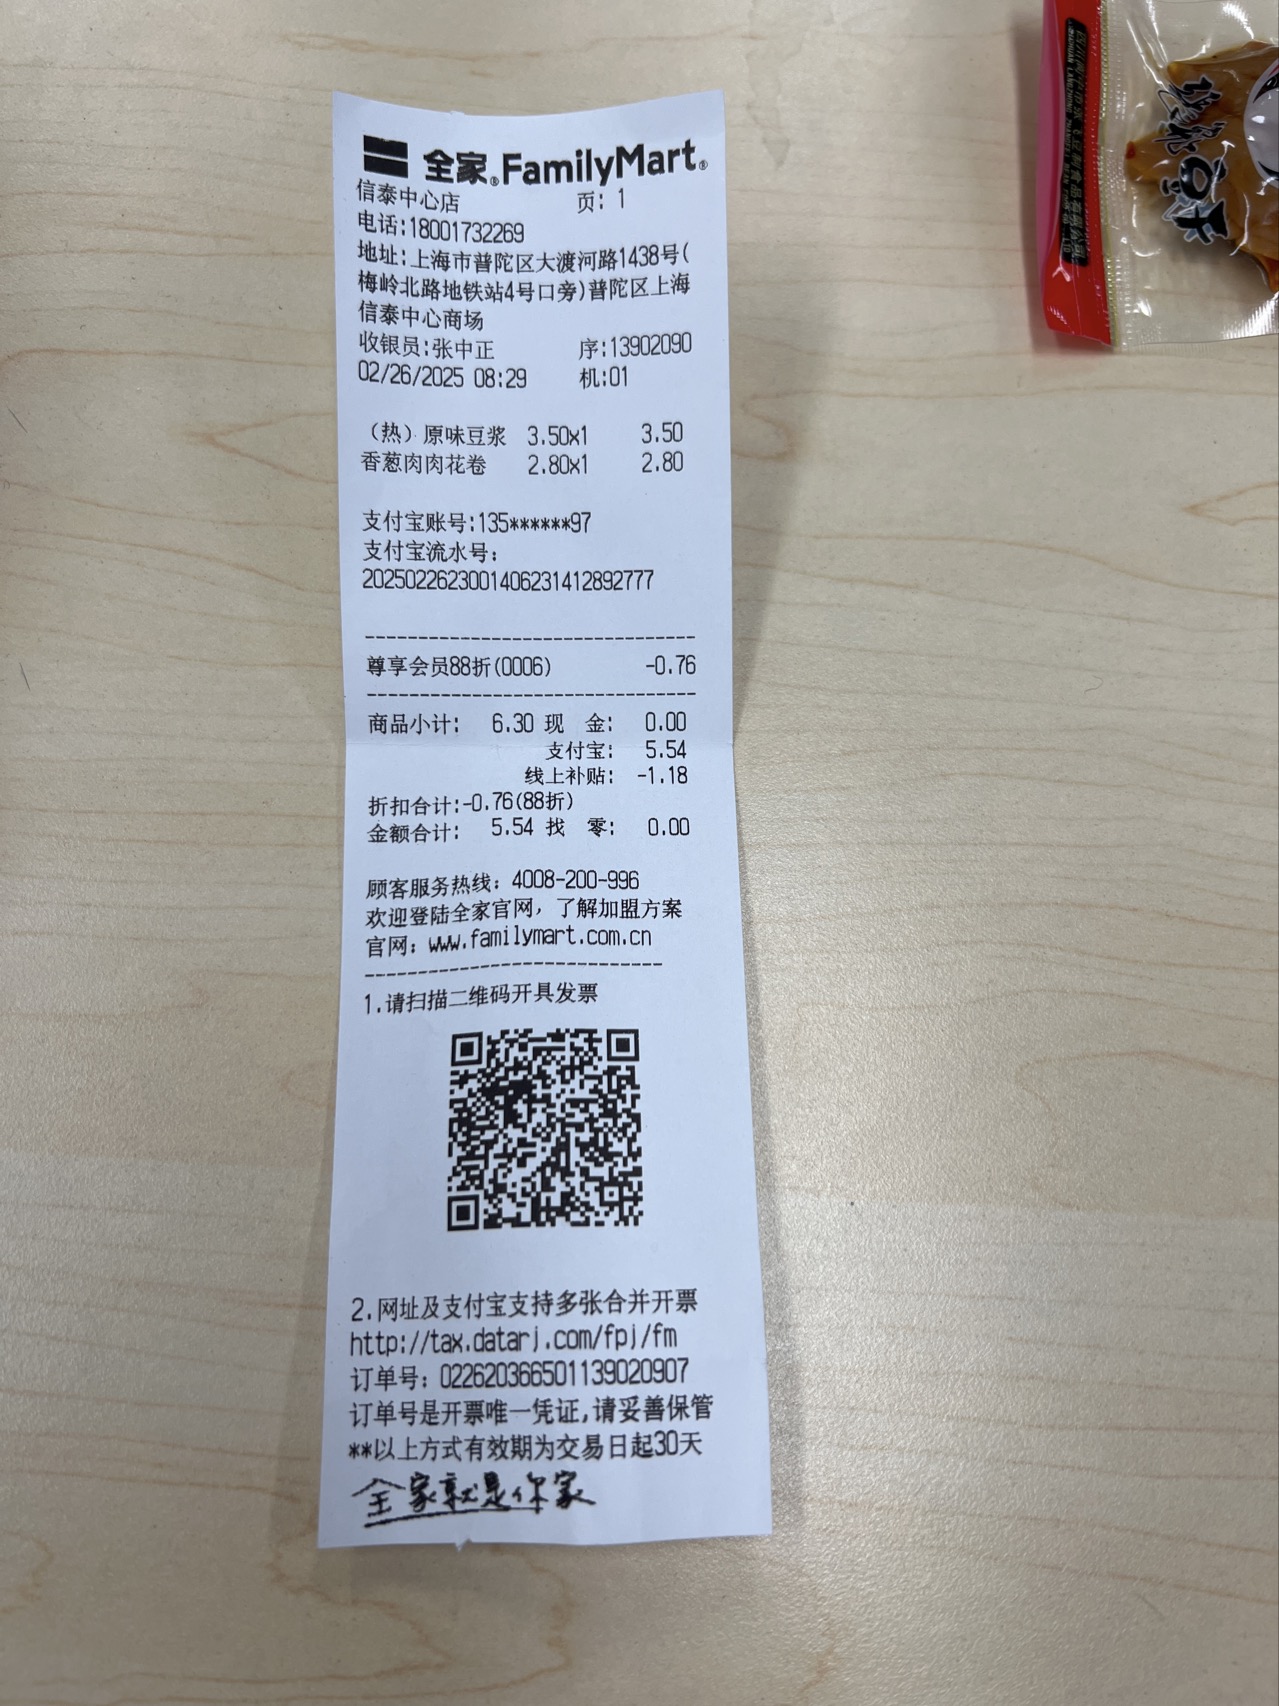 全家® FamilyMart®
信泰中心店 页: 1
电话:18001732269
地址:上海市普陀区大渡河路1438号(
梅岭北路地铁站4号口旁)普陀区上海
信泰中心商场
收银员:张中正 序:13902090
02/26/2025 08:29 机:01
（热）原味豆浆 3.50x1 3.50
香葱肉肉花卷 2.80x1 2.80
支付宝账号:135******97
支付宝流水号:
2025022623001406231412892777
--------------------------------
尊享会员88折(0006) -0.76
--------------------------------
商品小计: 6.30 现 金: 0.00
支付宝: 5.54
线上补贴: -1.18
折扣合计:-0.76(88折)
金额合计: 5.54 找 零: 0.00
顾客服务热线: 4008-200-996
欢迎登陆全家官网，了解加盟方案
官网: www.familymart.com.cn
-----------------------------
1.请扫描二维码开具发票
2.网址及支付宝支持多张合并开票
http://tax.datarj.com/fpj/fm
订单号: 022620366501139020907
订单号是开票唯一凭证,请妥善保管
**以上方式有效期为交易日起30天
全家就是你家